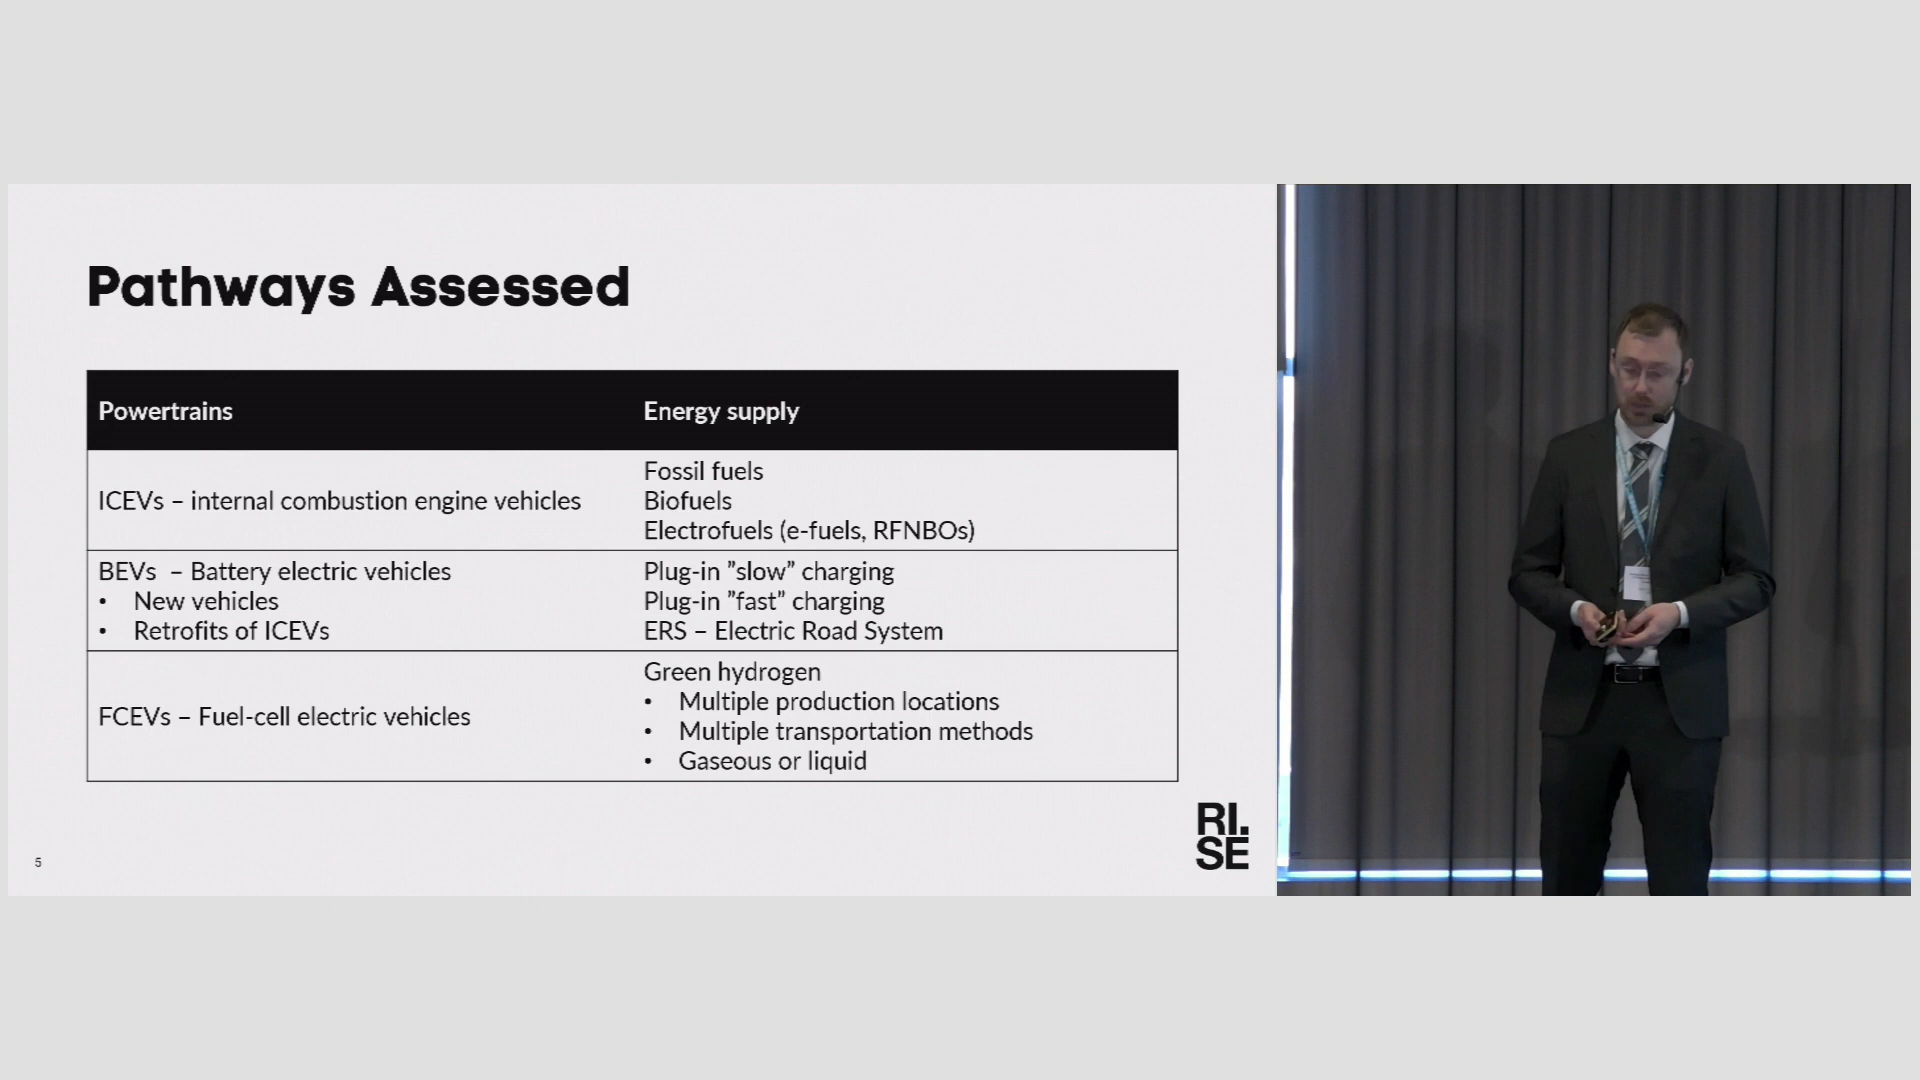 Pathways Assessed
Powertrains
Energy supply
ICEVs – internal combustion engine vehicles
Fossil fuels
Biofuels
Electrofuels (e-fuels, RFNBOs)
BEVs – Battery electric vehicles
• New vehicles
• Retrofits of ICEVs
Plug-in ”slow” charging
Plug-in ”fast” charging
ERS – Electric Road System
FCEVs – Fuel-cell electric vehicles
Green hydrogen
• Multiple production locations
• Multiple transportation methods
• Gaseous or liquid
5
RI.
SE